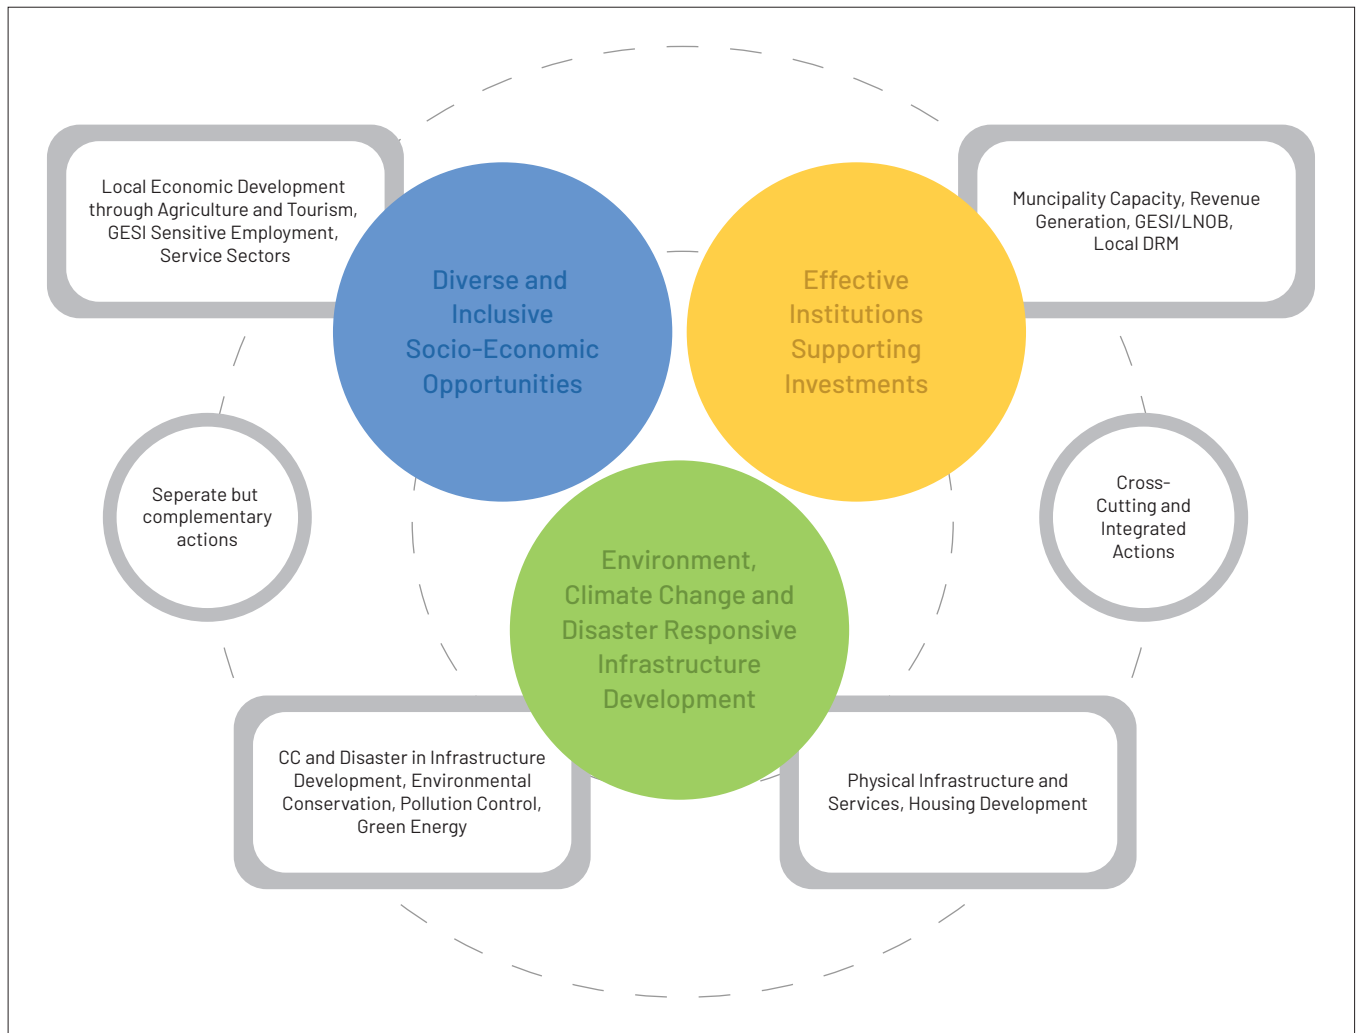 Local Economic Development
through Agriculture and Tourism,
GESI Sensitive Employment,
Service Sectors
Muncipality Capacity, Revenue
Generation, GESI/LNOB,
Local DRM
Diverse and
Inclusive
Socio-Economic
Opportunities
Effective
Institutions
Supporting
Investments
Seperate but
complementary
actions
Cross-
Cutting and
Integrated
Actions
Environment,
Climate Change and
Disaster Responsive
Infrastructure
Development
CC and Disaster in Infrastructure
Development, Environmental
Conservation, Pollution Control,
Green Energy
Physical Infrastructure and
Services, Housing Development